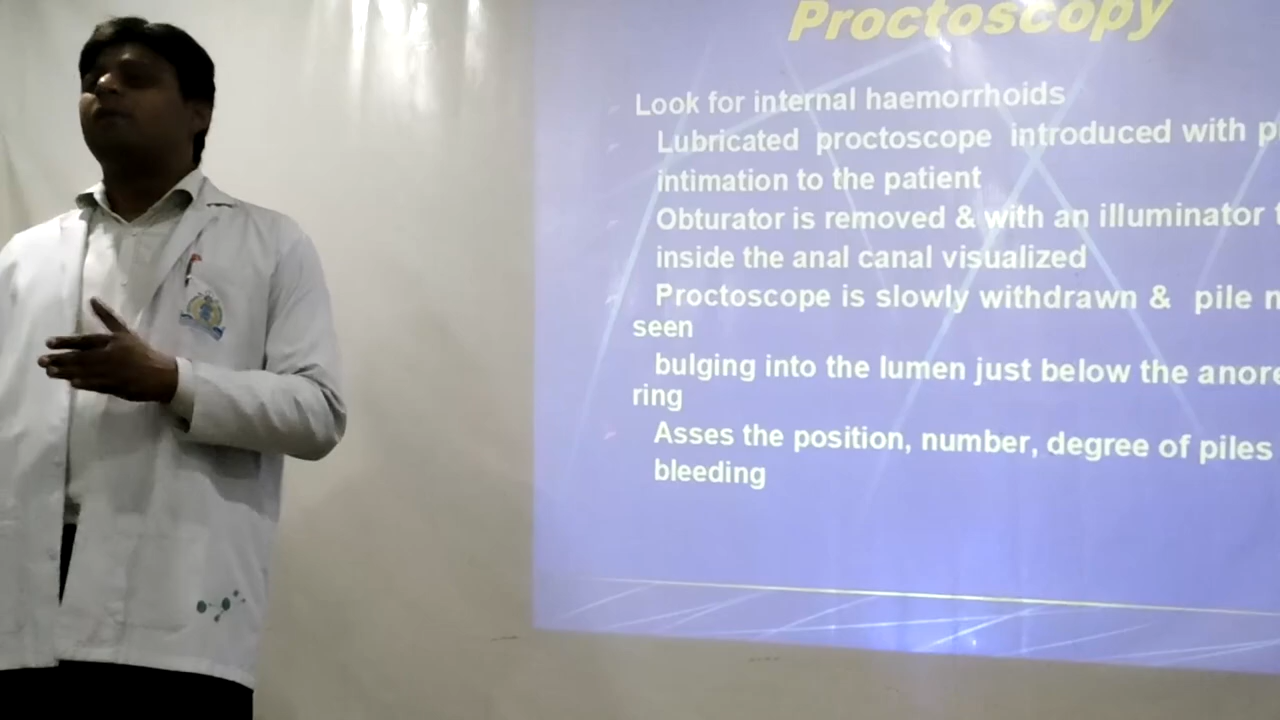 Proctoscopy
Look for internal haemorrhoids
Lubricated proctoscope introduced with p
intimation to the patient
Obturator is removed & with an illuminator
inside the anal canal visualized
Proctoscope is slowly withdrawn & pile
seen
bulging into the lumen just below the anore
ring
Asses the position, number, degree of piles
bleeding